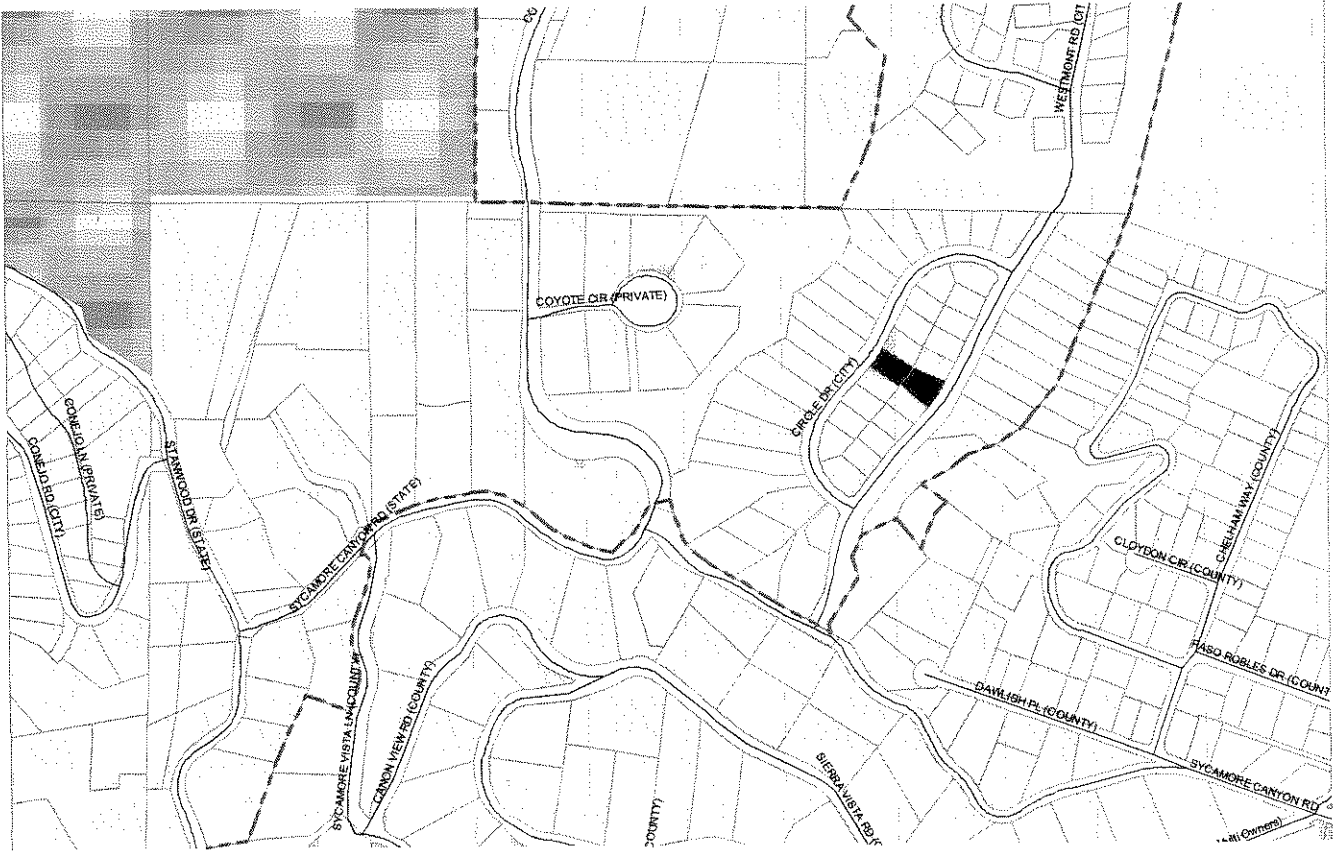 CO
WESTMONT RD (CIT
COYOTE CIR (PRIVATE)
CIRCLE DR (CITY)
CONEJO LN (PRIVATE)
CONEJO RD (CITY)
STANWOOD DR (STATE)
SYCAMORE CANYON RD (STATE)
CHELHAM WAY (COUNTY)
CLOYDON CIR (COUNTY)
PASO ROBLES DR (COUNT
DAWLISH PL (COUNTY)
SYCAMORE VISTA LN
CANON VIEW RD (COUNTY)
SIERRA VISTA RD (C
SYCAMORE CANYON RD
COUNTY)
Owners)